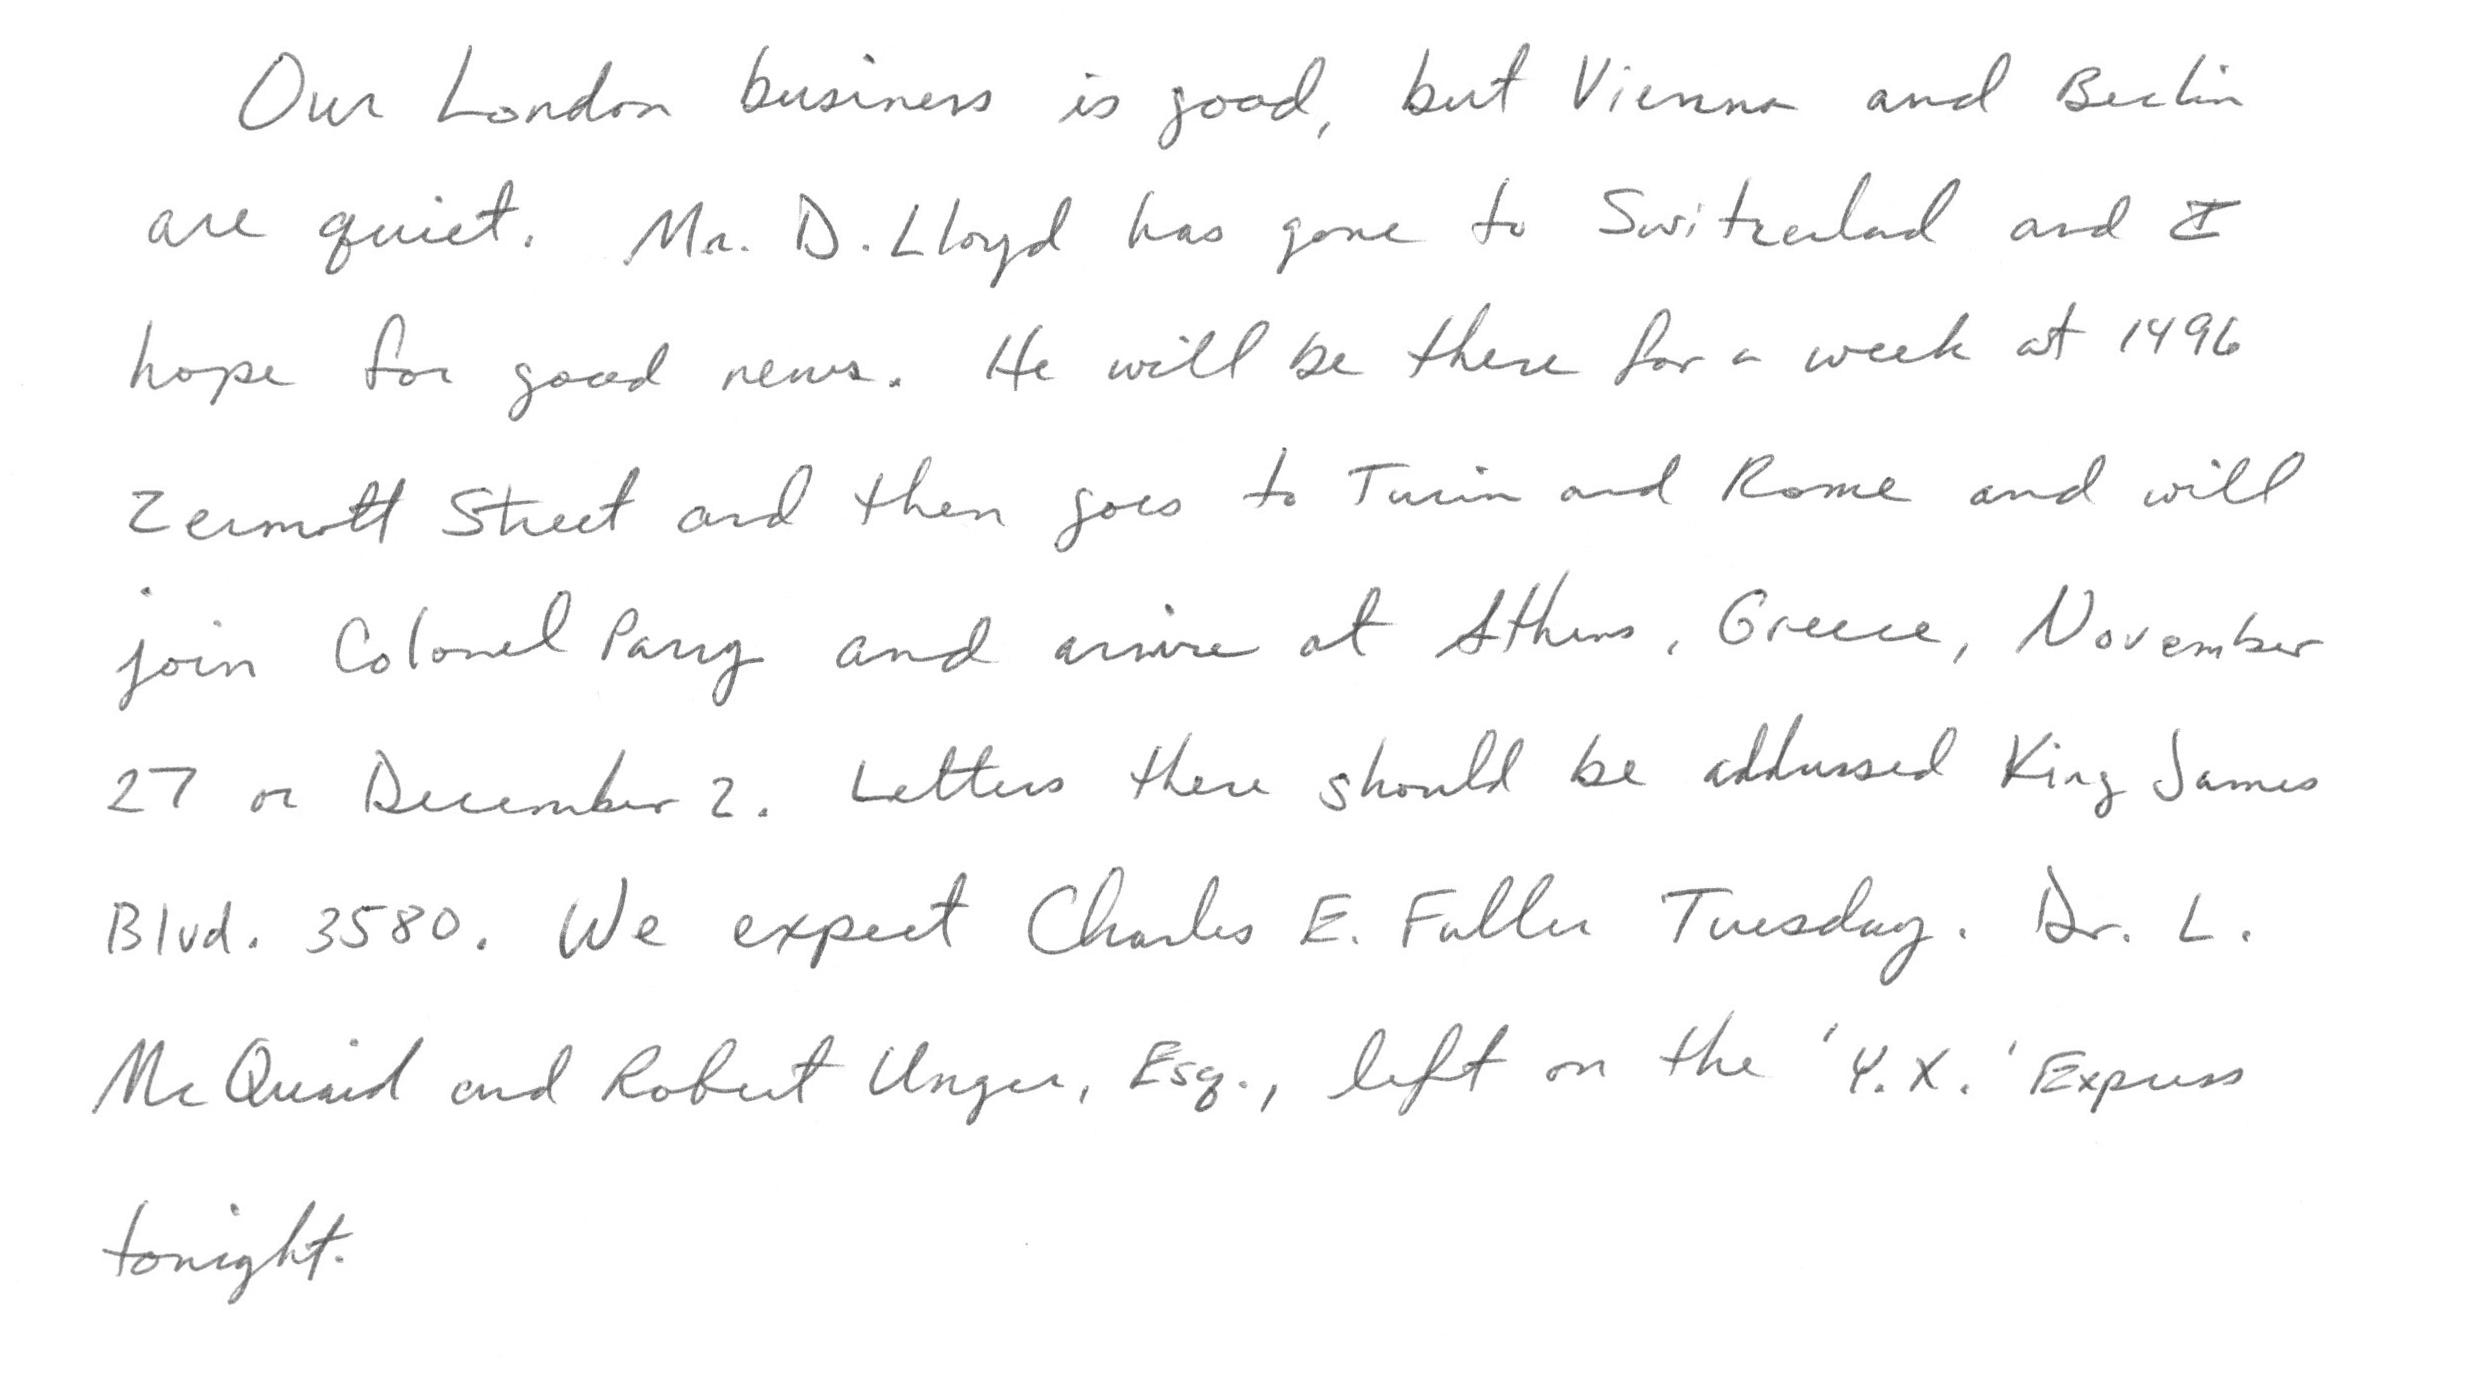 Our London business is good, but Vienna and Berlin
are quiet. Mr. D. Lloyd has gone to Switzerlad and I
hope for good news. He will be there for a week at 1496
Zermott Street and then goes to Turin and Rome and will
join Colonel Parry and arrive at Athens, Greece, November
27 or December 2. Letters there should be addressed King James
Blvd. 3580. We expect Charles E. Fuller Tuesday. Dr. L.
McQuaid and Robert Unger, Esq., left on the 'Y.X.' Express
tonight.